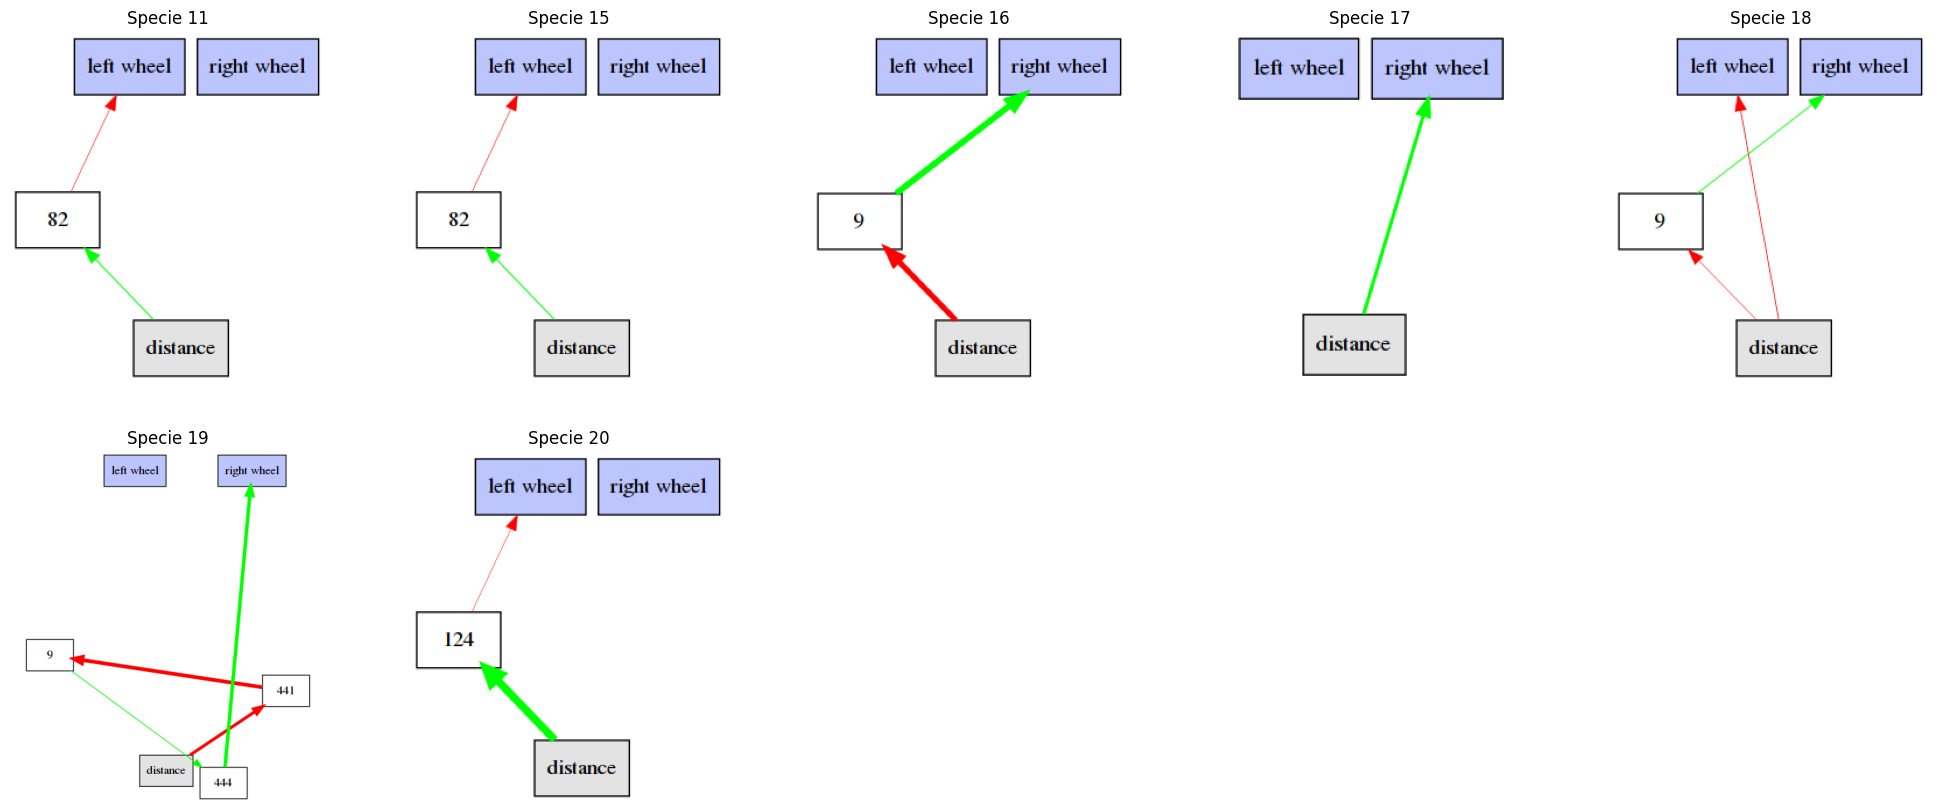 Specie 11
left wheel right wheel
82
distance
Specie 15
left wheel right wheel
82
distance
Specie 16
left wheel right wheel
9
distance
Specie 17
left wheel right wheel
distance
Specie 18
left wheel right wheel
9
distance
Specie 19
left wheel right wheel
9
441
distance
444
Specie 20
left wheel right wheel
124
distance